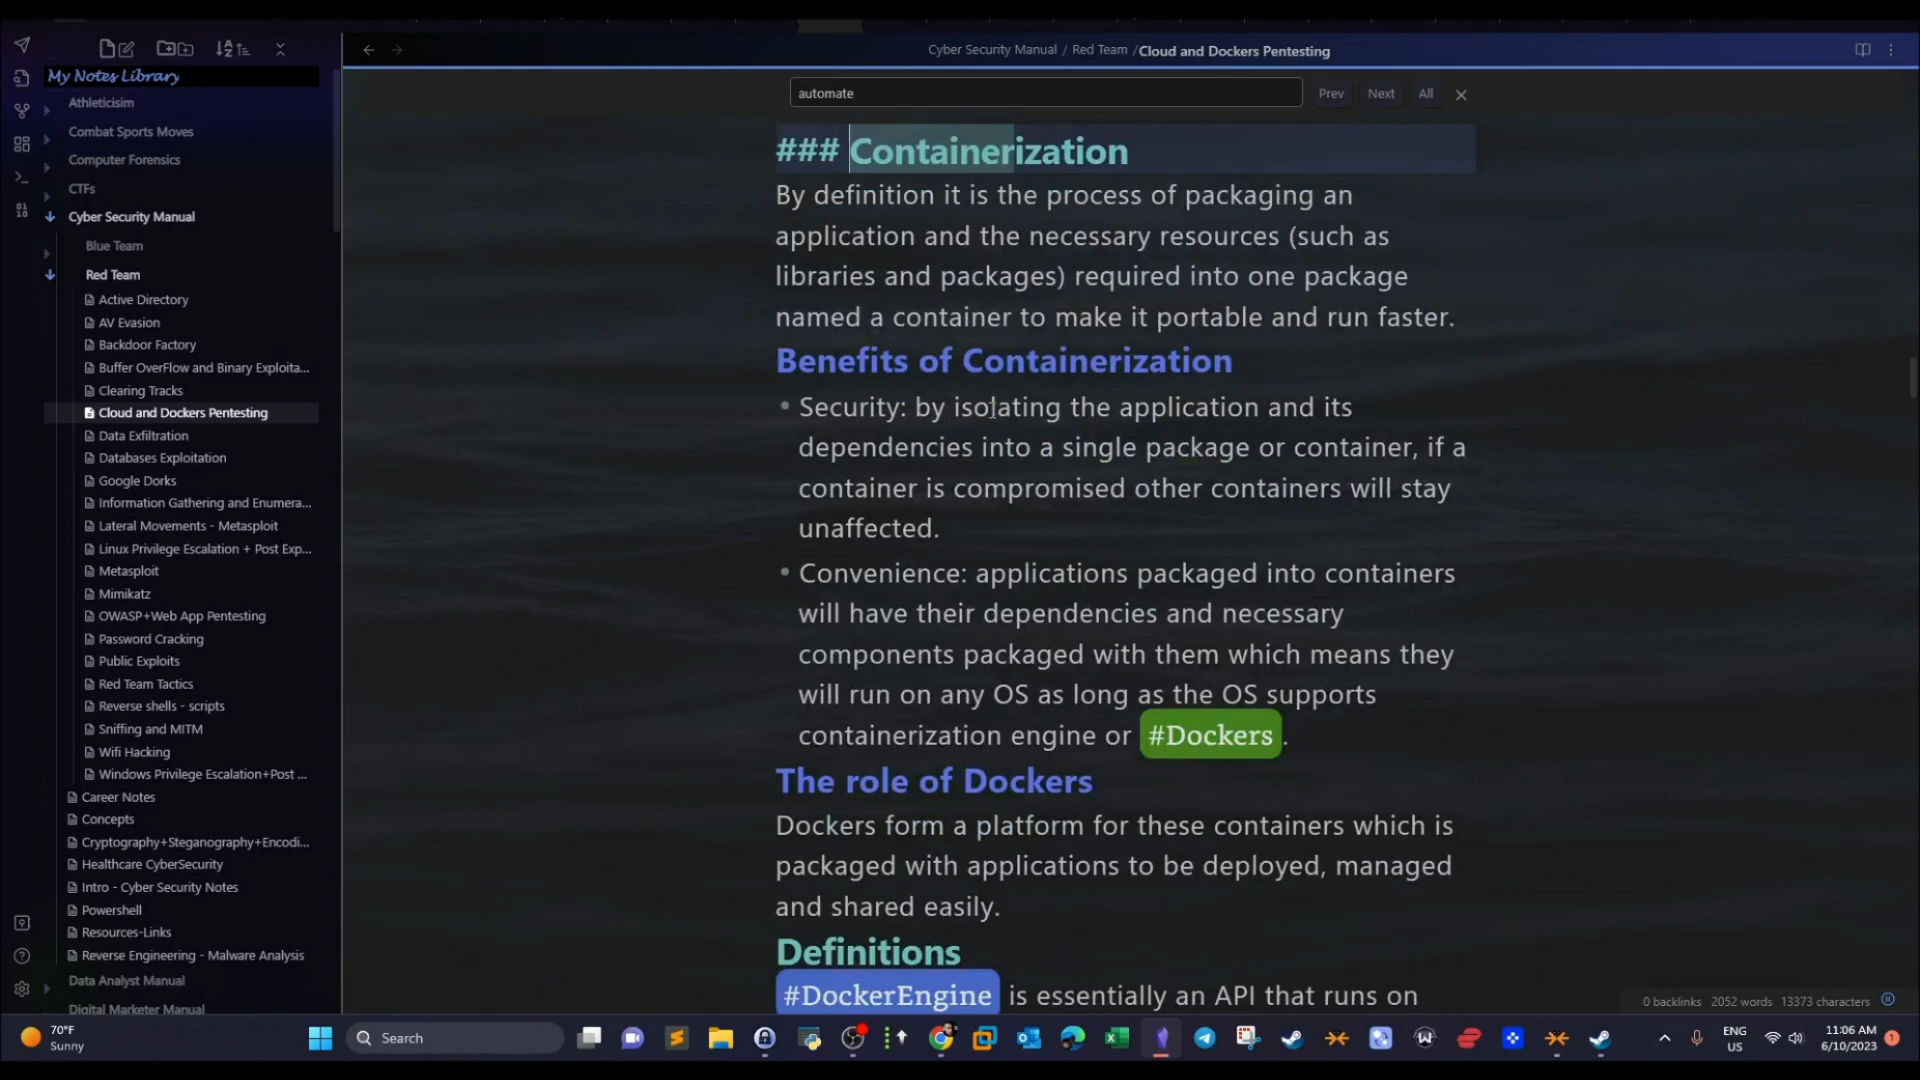 My Notes Library
Athleticisim
Combat Sports Moves
Computer Forensics
CTFs
Cyber Security Manual
Blue Team
Red Team
Active Directory
AV Evasion
Backdoor Factory
Buffer OverFlow and Binary Exploita...
Clearing Tracks
Cloud and Dockers Pentesting
Data Exfiltration
Databases Exploitation
Google Dorks
Information Gathering and Enumera...
Lateral Movements - Metasploit
Linux Privilege Escalation + Post Exp...
Metasploit
Mimikatz
OWASP+Web App Pentesting
Password Cracking
Public Exploits
Red Team Tactics
Reverse shells - scripts
Sniffing and MITM
Wifi Hacking
Windows Privilege Escalation+Post ...
Career Notes
Concepts
Cryptography+Steganography+Encodi...
Healthcare CyberSecurity
Intro - Cyber Security Notes
Powershell
Resources-Links
Reverse Engineering - Malware Analysis
Data Analyst Manual
Digital Marketer Manual
Cyber Security Manual / Red Team / Cloud and Dockers Pentesting
automate Prev Next All
### Containerization
By definition it is the process of packaging an
application and the necessary resources (such as
libraries and packages) required into one package
named a container to make it portable and run faster.
Benefits of Containerization
• Security: by isolating the application and its
dependencies into a single package or container, if a
container is compromised other containers will stay
unaffected.
• Convenience: applications packaged into containers
will have their dependencies and necessary
components packaged with them which means they
will run on any OS as long as the OS supports
containerization engine or #Dockers .
The role of Dockers
Dockers form a platform for these containers which is
packaged with applications to be deployed, managed
and shared easily.
Definitions
#DockerEngine is essentially an API that runs on
0 backlinks 2052 words 13373 characters
70°F
Sunny
Search
ENG
US
11:06 AM
6/10/2023
1